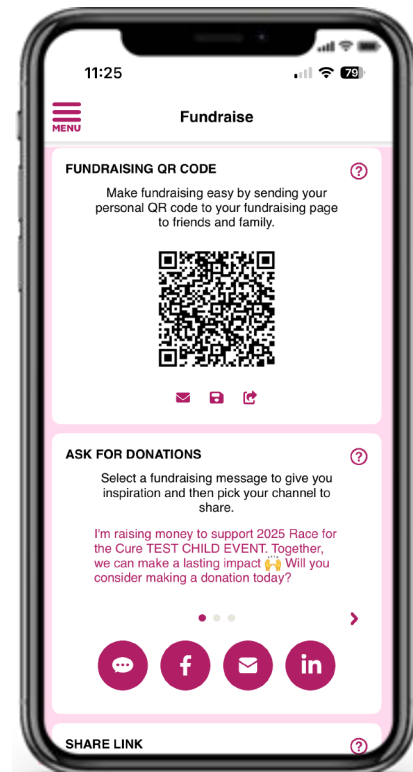 11:25
79
MENU
Fundraise
FUNDRAISING QR CODE
Make fundraising easy by sending your
personal QR code to your fundraising page
to friends and family.
ASK FOR DONATIONS
Select a fundraising message to give you
inspiration and then pick your channel to
share.
I'm raising money to support 2025 Race for
the Cure TEST CHILD EVENT. Together,
we can make a lasting impact 🙌 Will you
consider making a donation today?
f
in
SHARE LINK